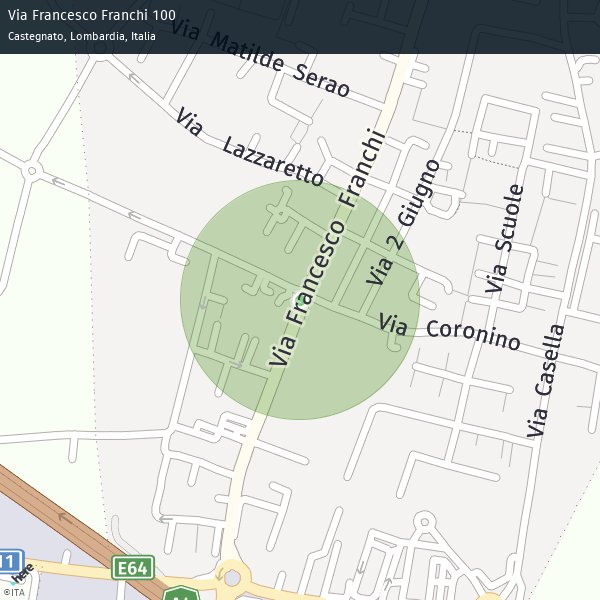 Via Francesco Franchi 100
Castegnato, Lombardia, Italia
Via Matilde Serao
Via Lazzaretto
Via Francesco Franchi
Via 2 Giugno
Via Scuole
Via Coronino
Via Casella
E64
here
©ITA